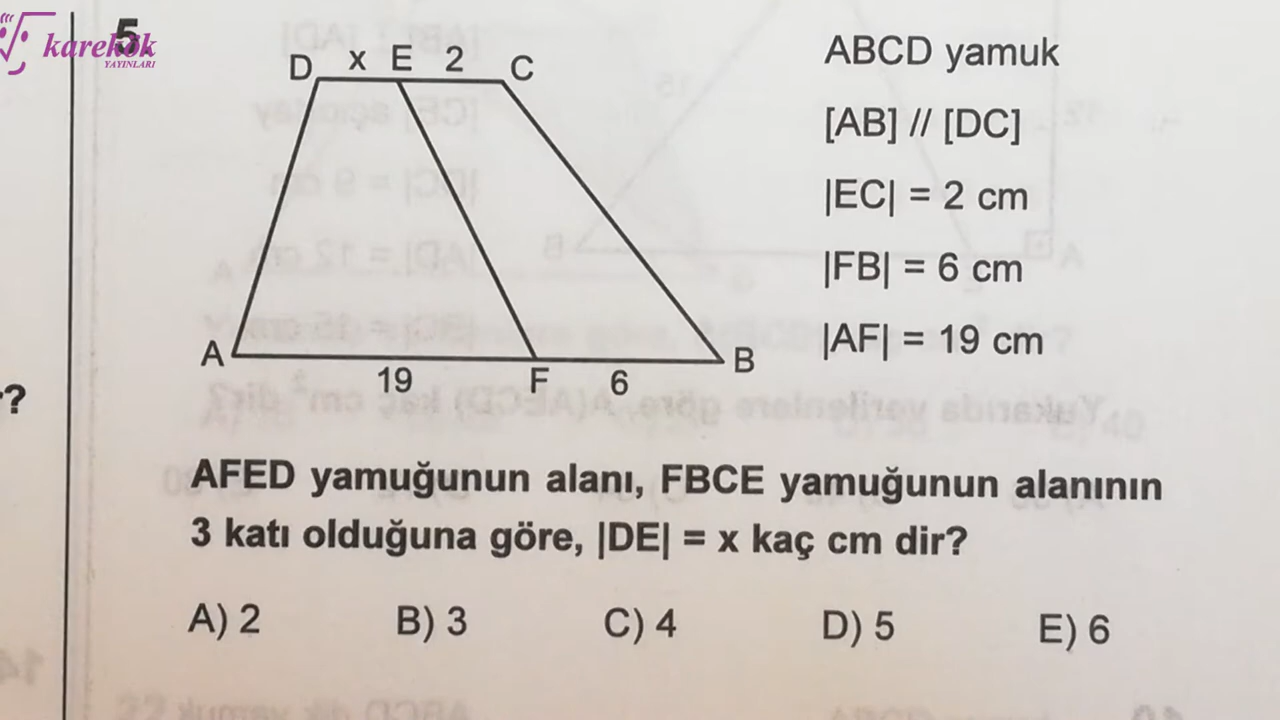 5.
karekök
YAYINLARI
D x E 2 C
A 19 F 6 B
ABCD yamuk
[AB] // [DC]
|EC| = 2 cm
|FB| = 6 cm
|AF| = 19 cm
?
AFED yamuğunun alanı, FBCE yamuğunun alanının
3 katı olduğuna göre, |DE| = x kaç cm dir?
A) 2 B) 3 C) 4 D) 5 E) 6